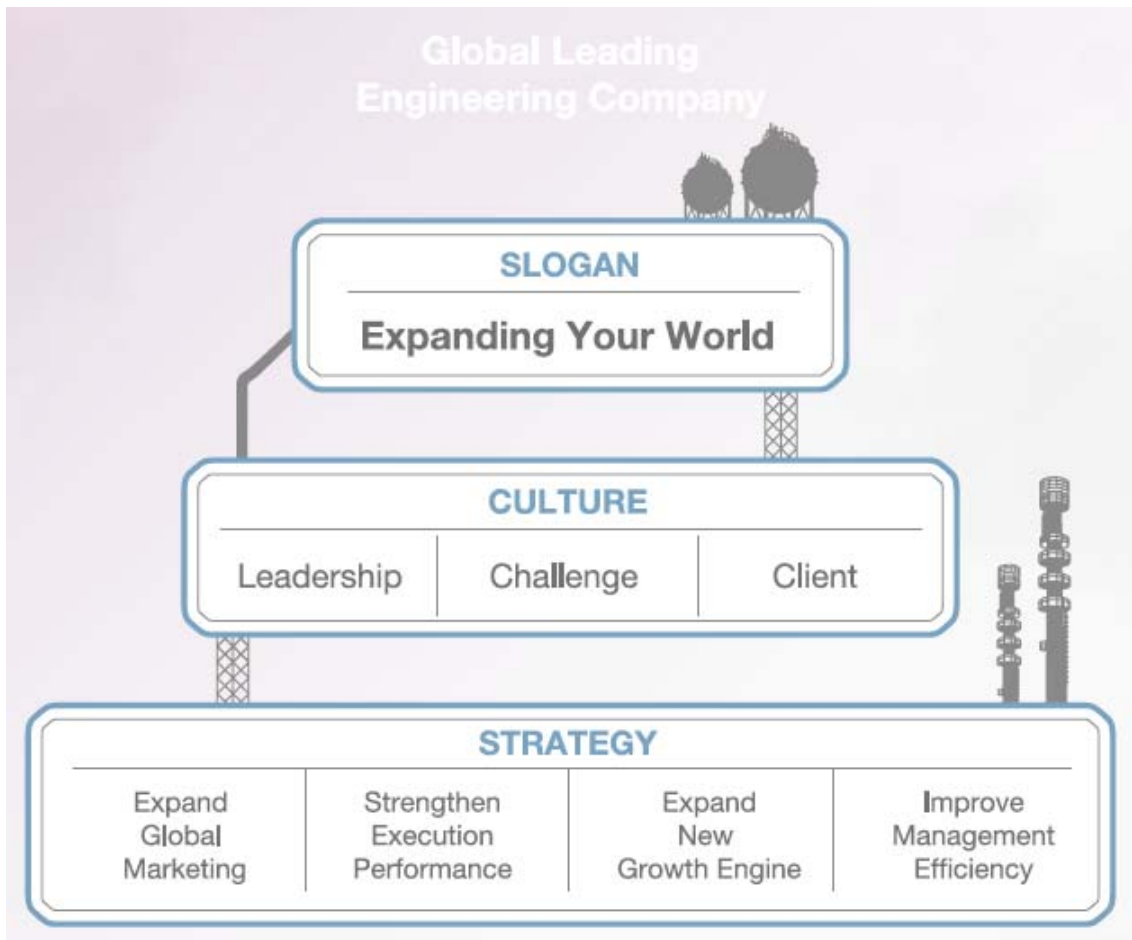 Global Leading
Engineering Company
SLOGAN
Expanding Your World
CULTURE
Leadership
Challenge
Client
STRATEGY
Expand
Global
Marketing
Strengthen
Execution
Performance
Expand
New
Growth Engine
Improve
Management
Efficiency